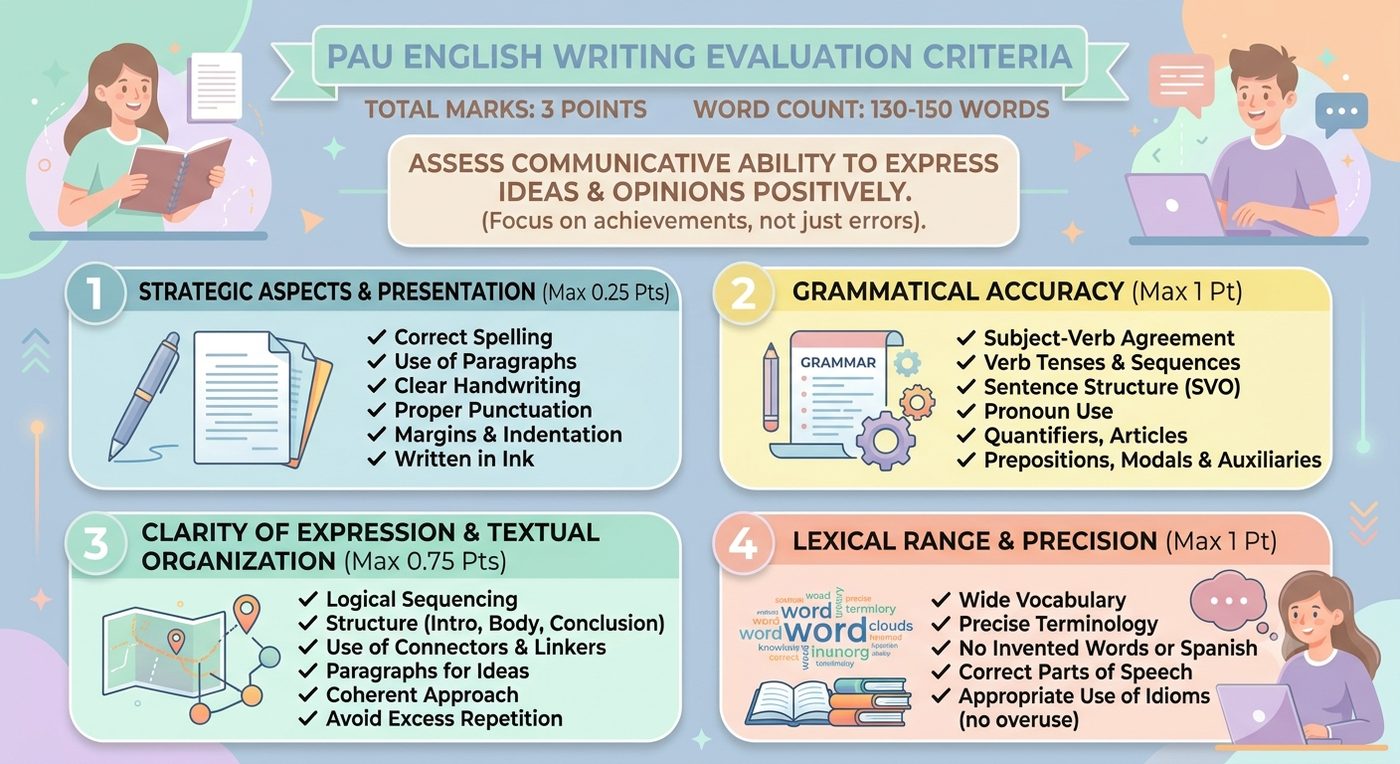 PAU ENGLISH WRITING EVALUATION CRITERIA
TOTAL MARKS: 3 POINTS
WORD COUNT: 130-150 WORDS
ASSESS COMMUNICATIVE ABILITY TO EXPRESS
IDEAS & OPINIONS POSITIVELY.
(Focus on achievements, not just errors).
1
STRATEGIC ASPECTS & PRESENTATION (Max 0.25 Pts)
✓ Correct Spelling
✓ Use of Paragraphs
✓ Clear Handwriting
✓ Proper Punctuation
✓ Margins & Indentation
✓ Written in Ink
2
GRAMMATICAL ACCURACY (Max 1 Pt)
GRAMMAR
✓ Subject-Verb Agreement
✓ Verb Tenses & Sequences
✓ Sentence Structure (SVO)
✓ Pronoun Use
✓ Quantifiers, Articles
✓ Prepositions, Modals & Auxiliaries
3
CLARITY OF EXPRESSION & TEXTUAL
ORGANIZATION (Max 0.75 Pts)
✓ Logical Sequencing
✓ Structure (Intro, Body, Conclusion)
✓ Use of Connectors & Linkers
✓ Paragraphs for Ideas
✓ Coherent Approach
✓ Avoid Excess Repetition
4
LEXICAL RANGE & PRECISION (Max 1 Pt)
woad
precise
word
termlory
word
word
clouds
inunorg
correct
✓ Wide Vocabulary
✓ Precise Terminology
✓ No Invented Words or Spanish
✓ Correct Parts of Speech
✓ Appropriate Use of Idioms
(no overuse)